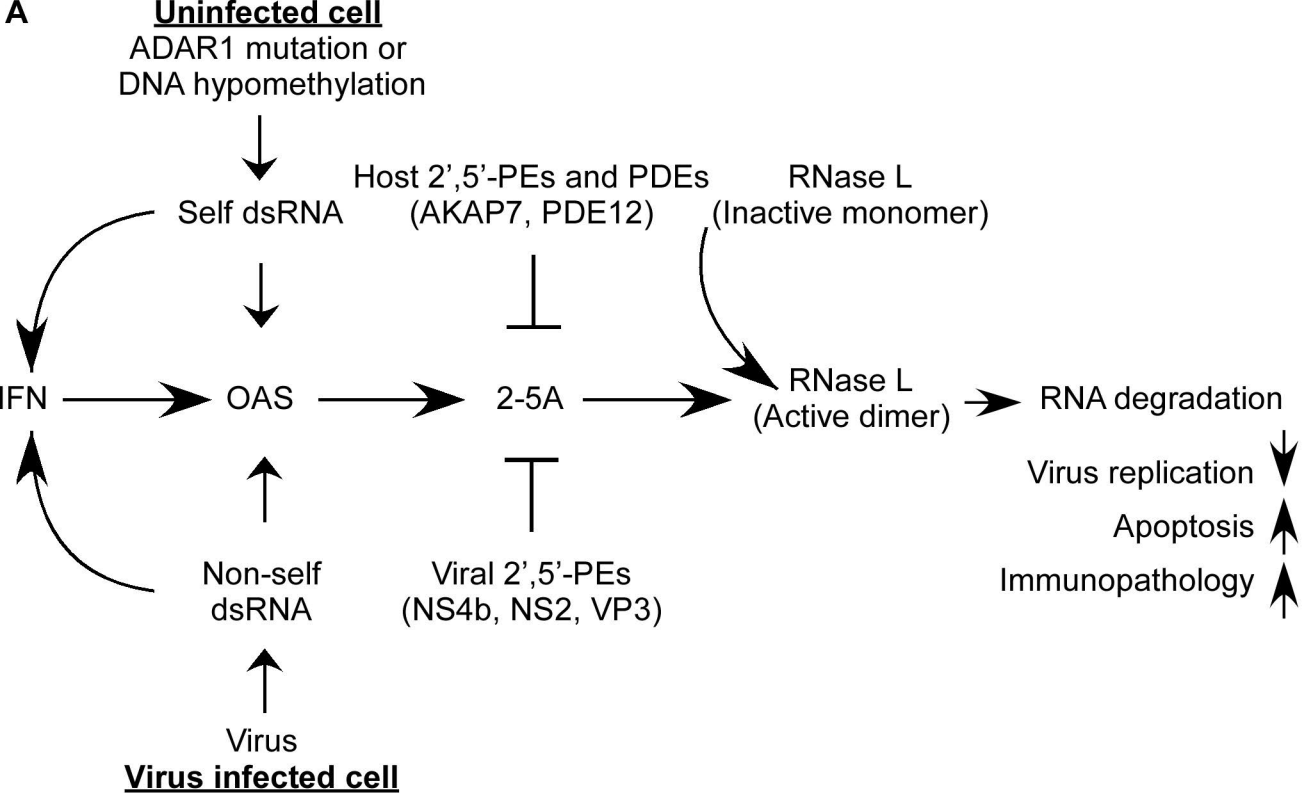 A
Uninfected cell
ADAR1 mutation or
DNA hypomethylation
Self dsRNA
Host 2’,5’-PEs and PDEs
(AKAP7, PDE12)
RNase L
(Inactive monomer)
IFN
OAS
2-5A
RNase L
(Active dimer)
RNA degradation
Virus replication
Apoptosis
Immunopathology
Non-self
dsRNA
Viral 2’,5’-PEs
(NS4b, NS2, VP3)
Virus
Virus infected cell